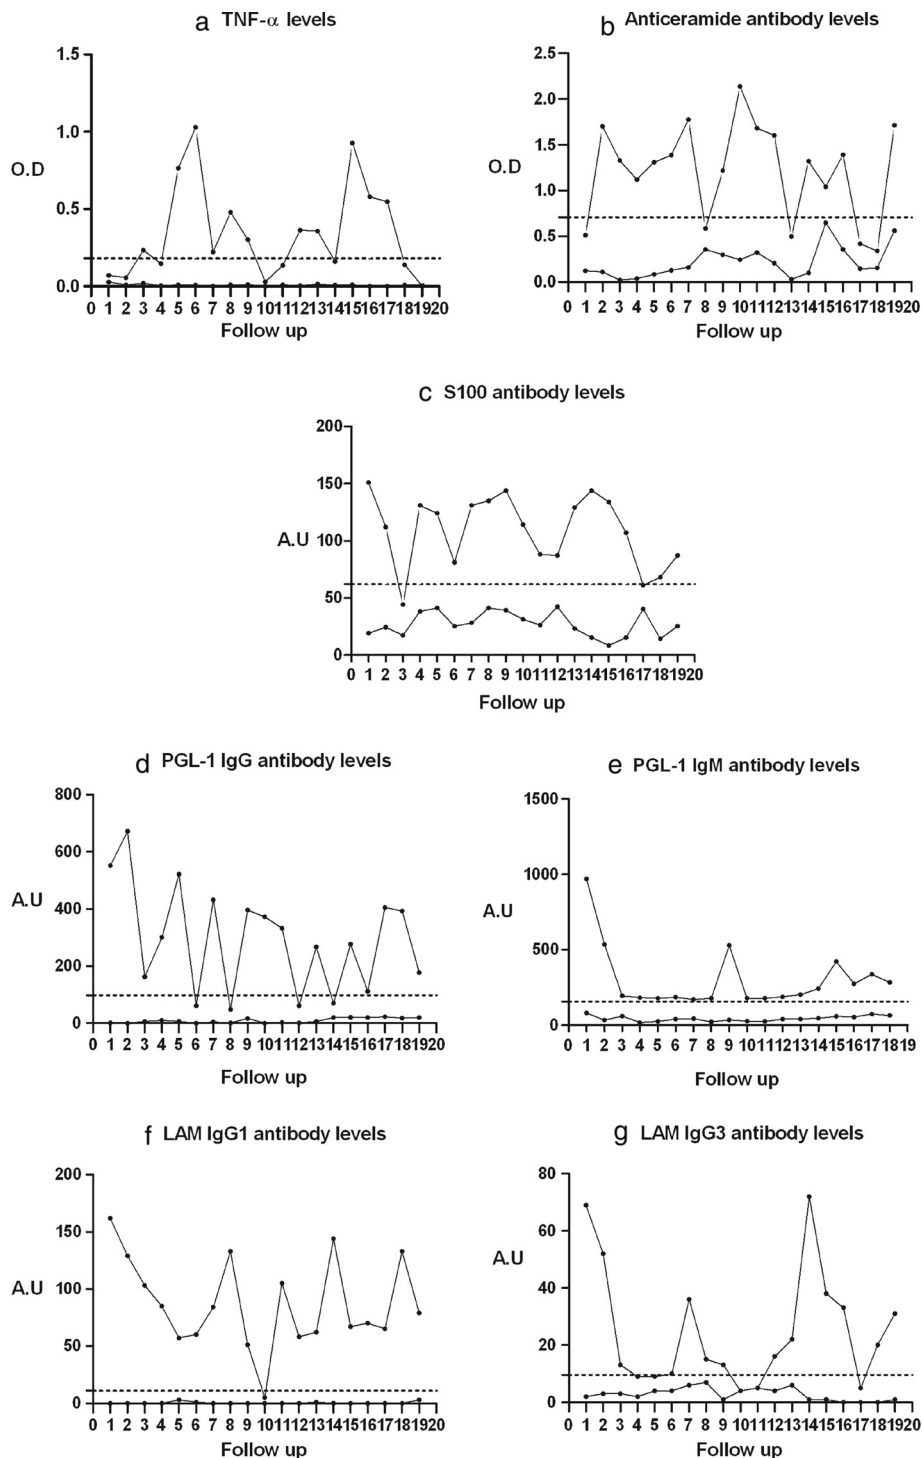 a TNF-α levels
1.5
1.0
O.D
0.5
0.0
0 1 2 3 4 5 6 7 8 9 10 11 12 13 14 15 16 17 18 19 20
Follow up
b Anticeramide antibody levels
2.5
2.0
1.5
O.D
1.0
0.5
0.0
0 1 2 3 4 5 6 7 8 9 10 11 12 13 14 15 16 17 18 19 20
Follow up
c S100 antibody levels
200
150
A.U 100
50
0
0 1 2 3 4 5 6 7 8 9 10 11 12 13 14 15 16 17 18 19 20
Follow up
d PGL-1 IgG antibody levels
800
600
A.U 400
200
0
0 1 2 3 4 5 6 7 8 9 10 11 12 13 14 15 16 17 18 19 20
Follow up
e PGL-1 IgM antibody levels
1500
1000
A.U
500
0
0 1 2 3 4 5 6 7 8 9 10 11 12 13 14 15 16 17 18 19
Follow up
f LAM IgG1 antibody levels
200
150
A.U 100
50
0
0 1 2 3 4 5 6 7 8 9 10 11 12 13 14 15 16 17 18 19 20
Follow up
g LAM IgG3 antibody levels
80
60
A.U
40
20
0
0 1 2 3 4 5 6 7 8 9 10 11 12 13 14 15 16 17 18 19 20
Follow up